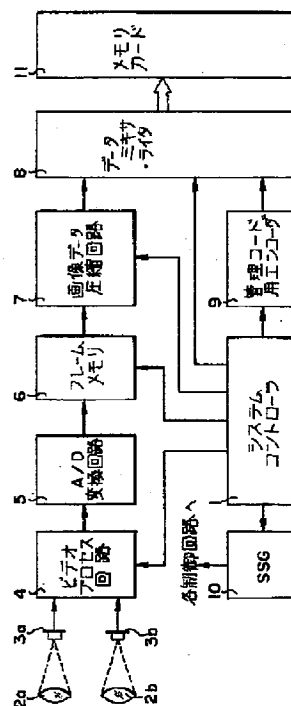 2a
2b
3a
3b
4
ビデオ
プロセス
回路
5
A/D
変換回路
6
フレーム
メモリ
7
画像データ
圧縮回路
8
データ
ミキサ
・ライタ
11
メモリ
カード
各制御回路へ
10
SSG
1
システム
コントローラ
9
管理コード
用エンコーダ